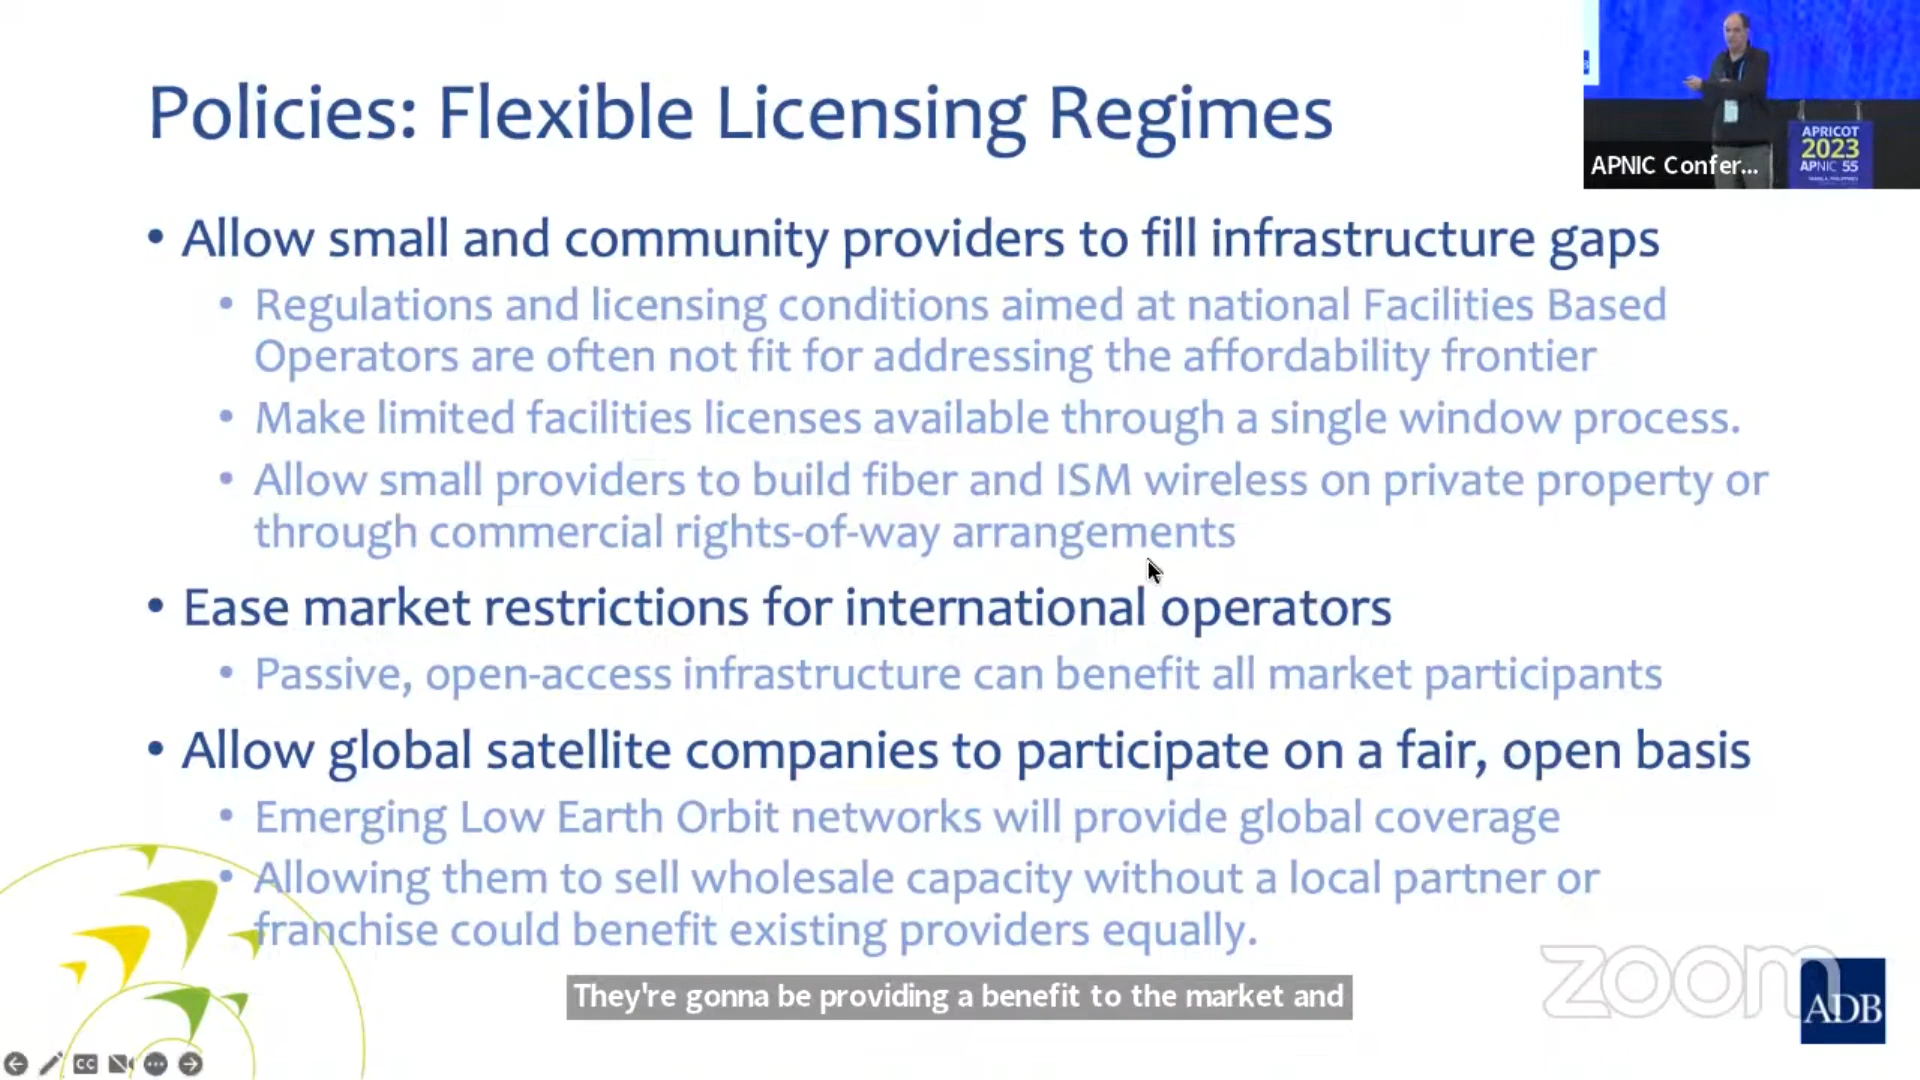 Policies: Flexible Licensing Regimes
APRICOT
2023
APNIC 55
APNIC Confer...
• Allow small and community providers to fill infrastructure gaps
• Regulations and licensing conditions aimed at national Facilities Based
Operators are often not fit for addressing the affordability frontier
• Make limited facilities licenses available through a single window process.
• Allow small providers to build fiber and ISM wireless on private property or
through commercial rights-of-way arrangements
• Ease market restrictions for international operators
• Passive, open-access infrastructure can benefit all market participants
• Allow global satellite companies to participate on a fair, open basis
• Emerging Low Earth Orbit networks will provide global coverage
• Allowing them to sell wholesale capacity without a local partner or
franchise could benefit existing providers equally.
They're gonna be providing a benefit to the market and
zoom
ADB
CC